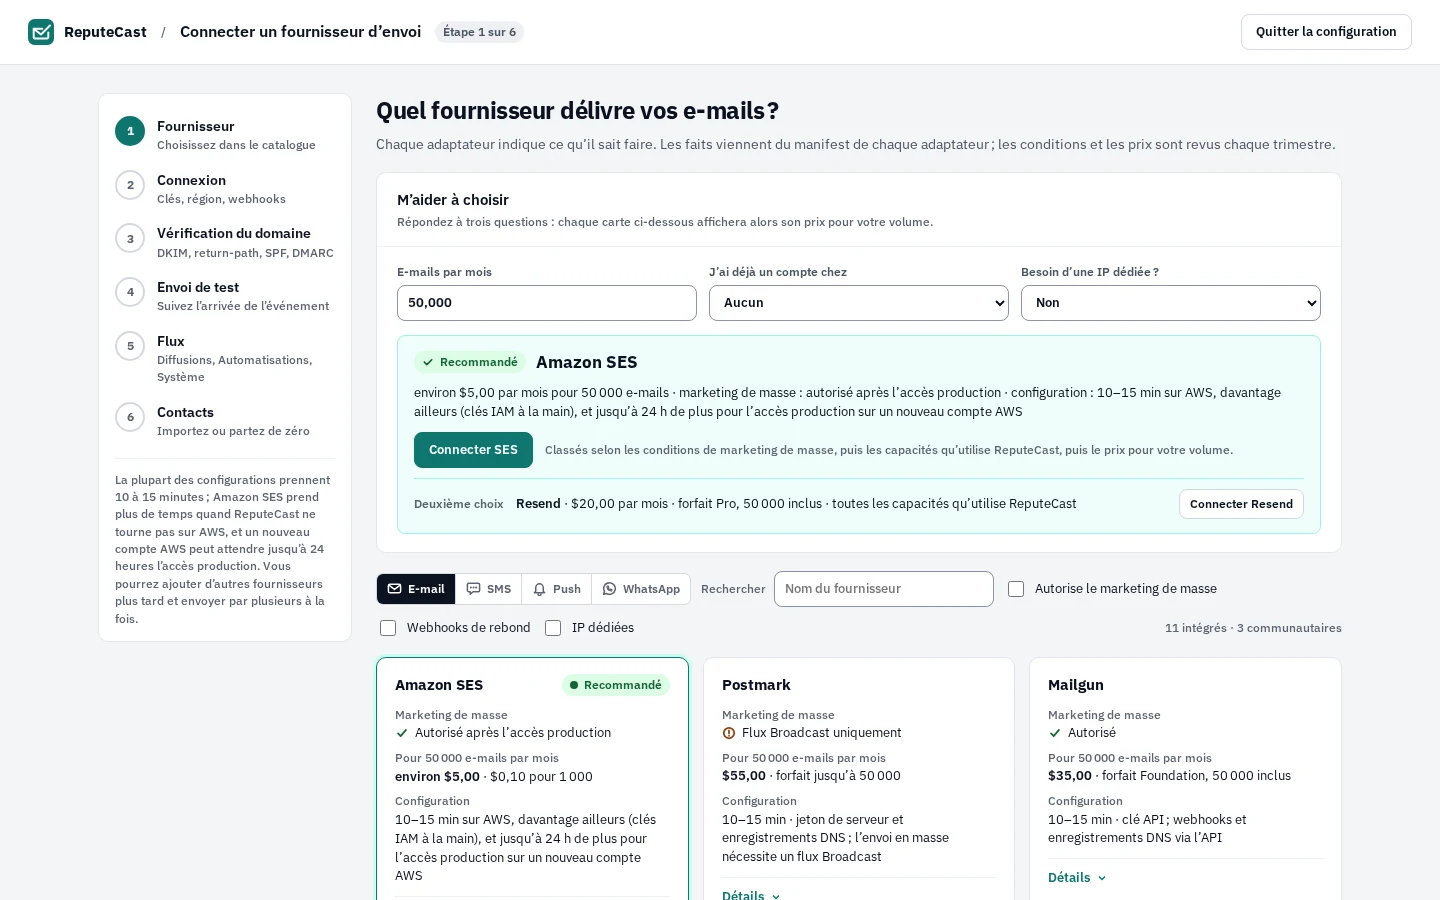 ReputeCast / Connecter un fournisseur d’envoi Étape 1 sur 6
Quitter la configuration
1 Fournisseur
Choisissez dans le catalogue
2 Connexion
Clés, région, webhooks
3 Vérification du domaine
DKIM, return-path, SPF, DMARC
4 Envoi de test
Suivez l’arrivée de l’événement
5 Flux
Diffusions, Automatisations,
Système
6 Contacts
Importez ou partez de zéro
La plupart des configurations prennent
10 à 15 minutes ; Amazon SES prend
plus de temps quand ReputeCast ne
tourne pas sur AWS, et un nouveau
compte AWS peut attendre jusqu’à 24
heures l’accès production. Vous
pourrez ajouter d’autres fournisseurs
plus tard et envoyer par plusieurs à la
fois.
Quel fournisseur délivre vos e-mails ?
Chaque adaptateur indique ce qu’il sait faire. Les faits viennent du manifest de chaque adaptateur ; les conditions et les prix sont revus chaque trimestre.
M’aider à choisir
Répondez à trois questions : chaque carte ci-dessous affichera alors son prix pour votre volume.
E-mails par mois
50,000
J’ai déjà un compte chez
Aucun
Besoin d’une IP dédiée ?
Non
Recommandé Amazon SES
environ $5,00 par mois pour 50 000 e-mails · marketing de masse : autorisé après l’accès production · configuration : 10–15 min sur AWS, davantage
ailleurs (clés IAM à la main), et jusqu’à 24 h de plus pour l’accès production sur un nouveau compte AWS
Connecter SES
Classés selon les conditions de marketing de masse, puis les capacités qu’utilise ReputeCast, puis le prix pour votre volume.
Deuxième choix Resend · $20,00 par mois · forfait Pro, 50 000 inclus · toutes les capacités qu’utilise ReputeCast
Connecter Resend
E-mail SMS Push WhatsApp
Rechercher Nom du fournisseur
Autorise le marketing de masse
Webhooks de rebond IP dédiées
11 intégrés · 3 communautaires
Amazon SES Recommandé
Marketing de masse
Autorisé après l’accès production
Pour 50 000 e-mails par mois
environ $5,00 · $0,10 pour 1 000
Configuration
10–15 min sur AWS, davantage ailleurs (clés
IAM à la main), et jusqu’à 24 h de plus pour
l’accès production sur un nouveau compte
AWS
Postmark
Marketing de masse
Flux Broadcast uniquement
Pour 50 000 e-mails par mois
$55,00 · forfait jusqu’à 50 000
Configuration
10–15 min · jeton de serveur et
enregistrements DNS ; l’envoi en masse
nécessite un flux Broadcast
Détails
Mailgun
Marketing de masse
Autorisé
Pour 50 000 e-mails par mois
$35,00 · forfait Foundation, 50 000 inclus
Configuration
10–15 min · clé API ; webhooks et
enregistrements DNS via l’API
Détails